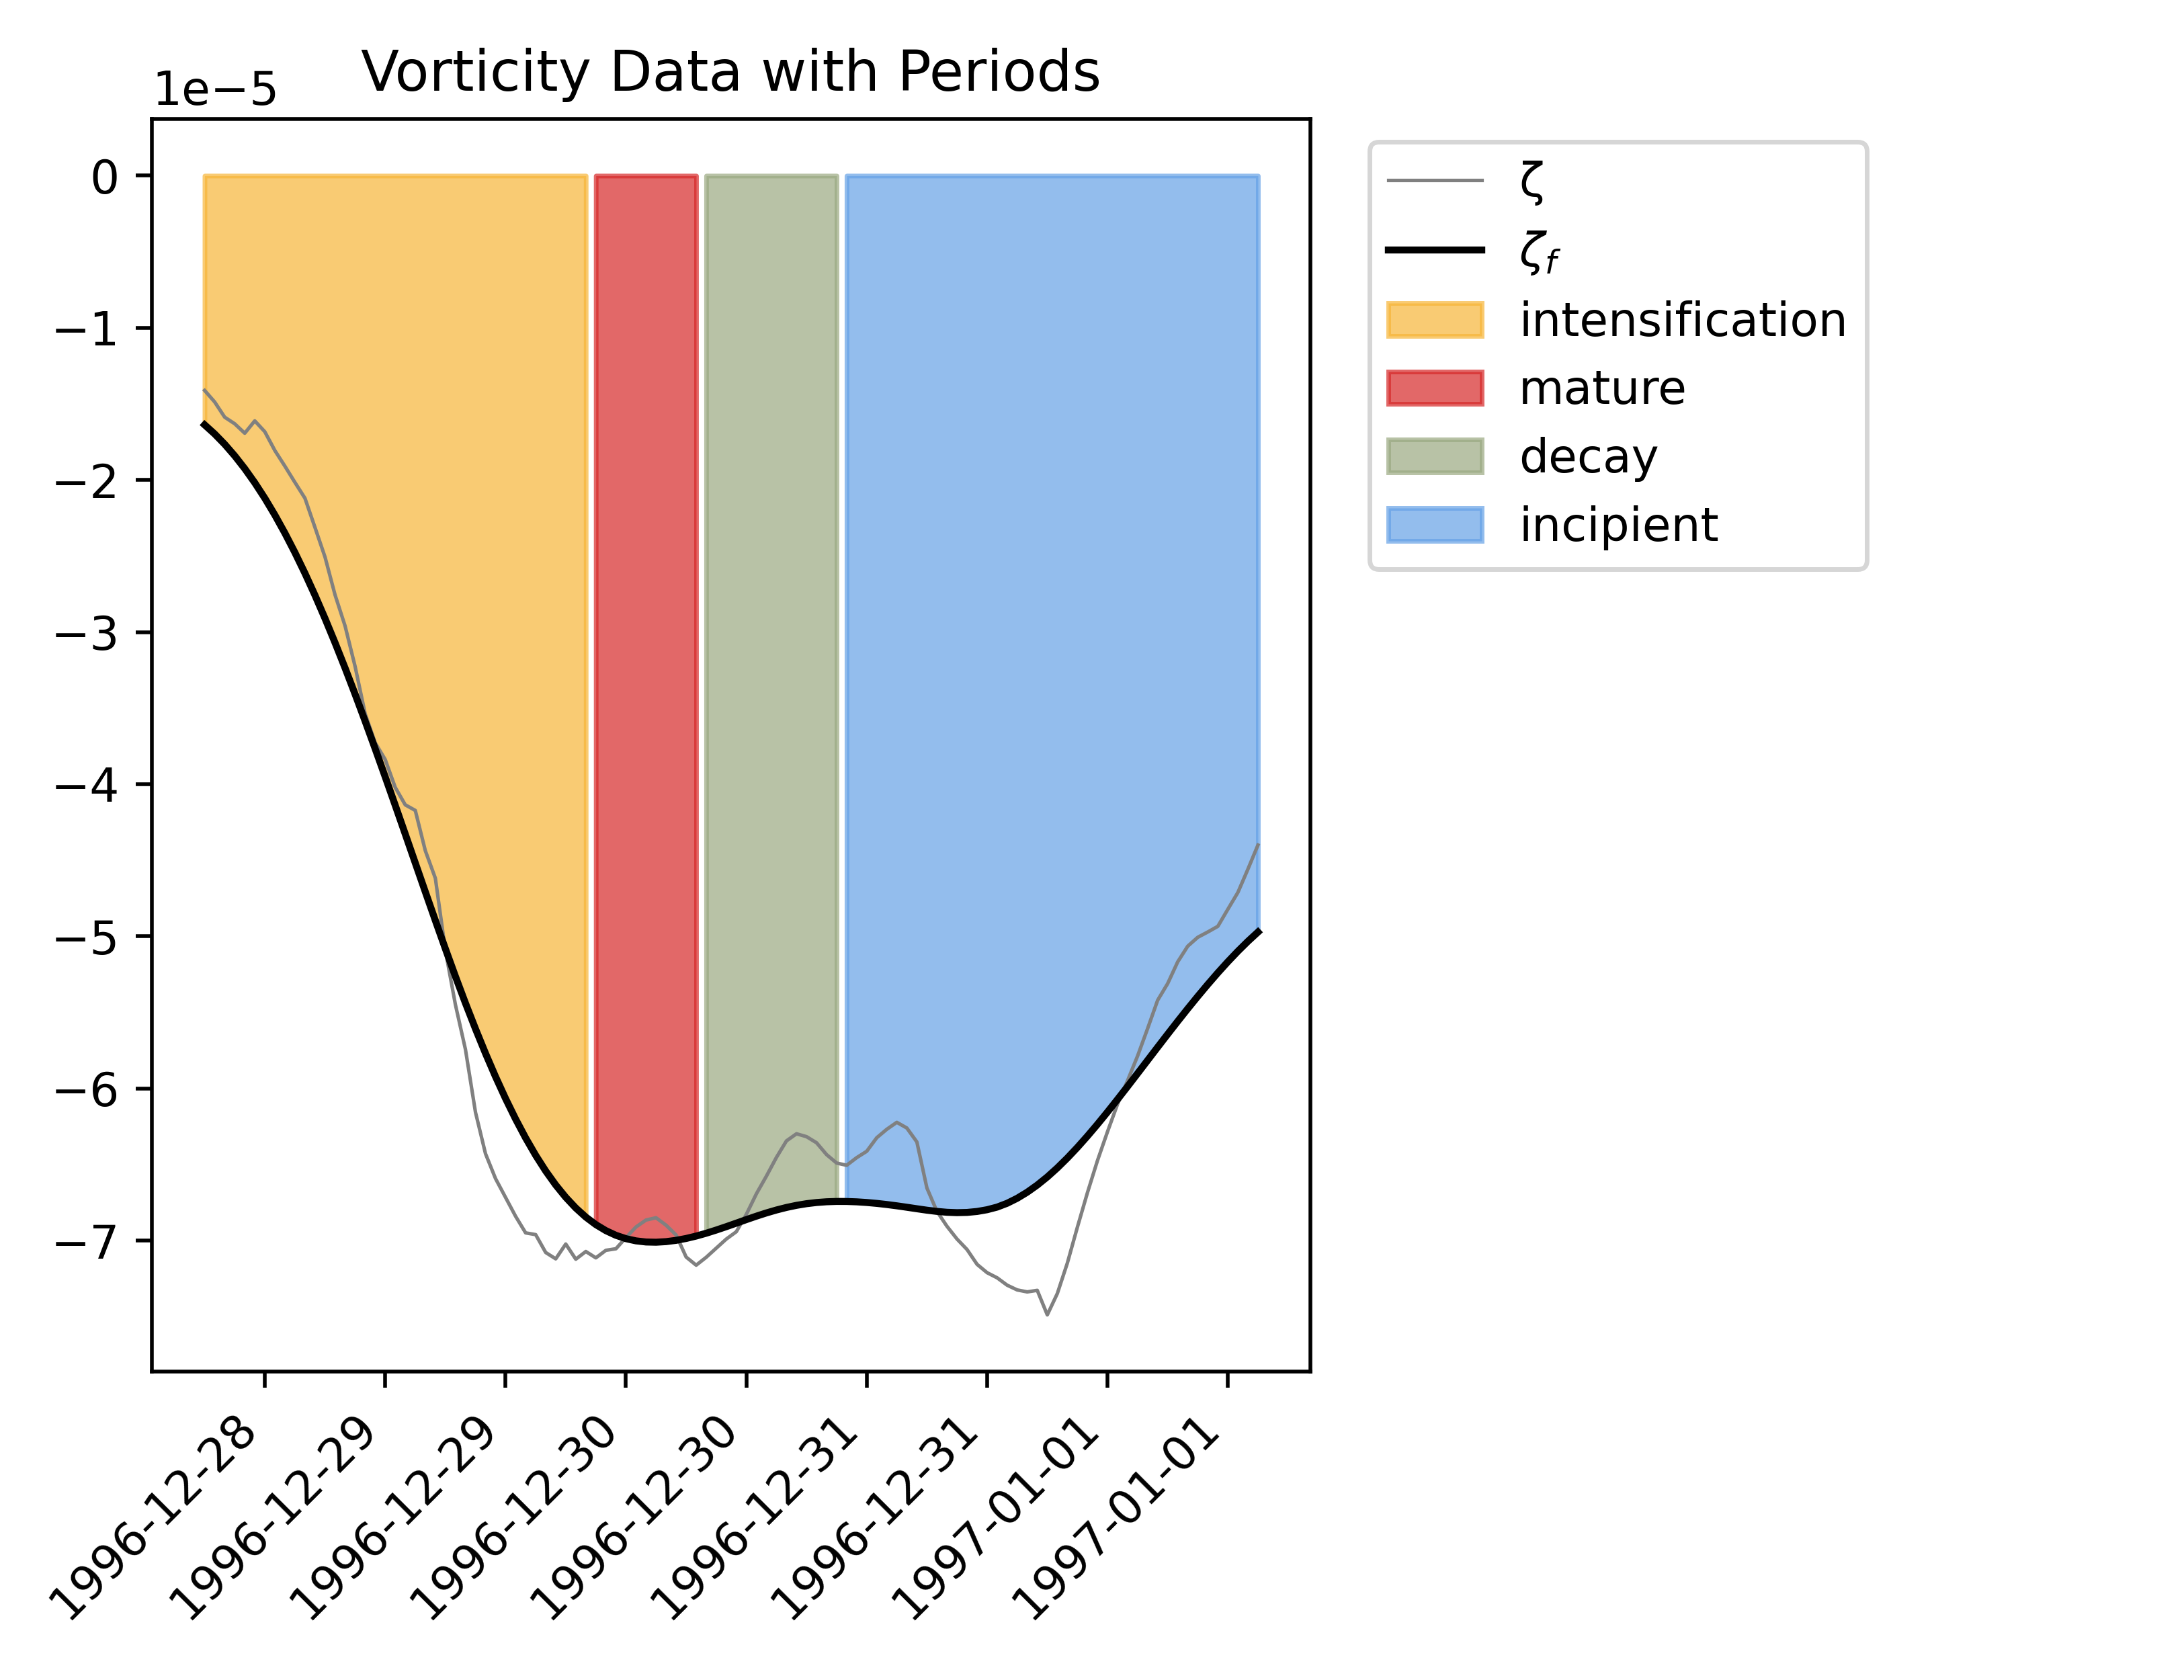 Vorticity Data with Periods
1e−5
0
−1
−2
−3
−4
−5
−6
−7
1996-12-28
1996-12-29
1996-12-29
1996-12-30
1996-12-30
1996-12-31
1996-12-31
1997-01-01
1997-01-01
ζ
ζf
intensification
mature
decay
incipient